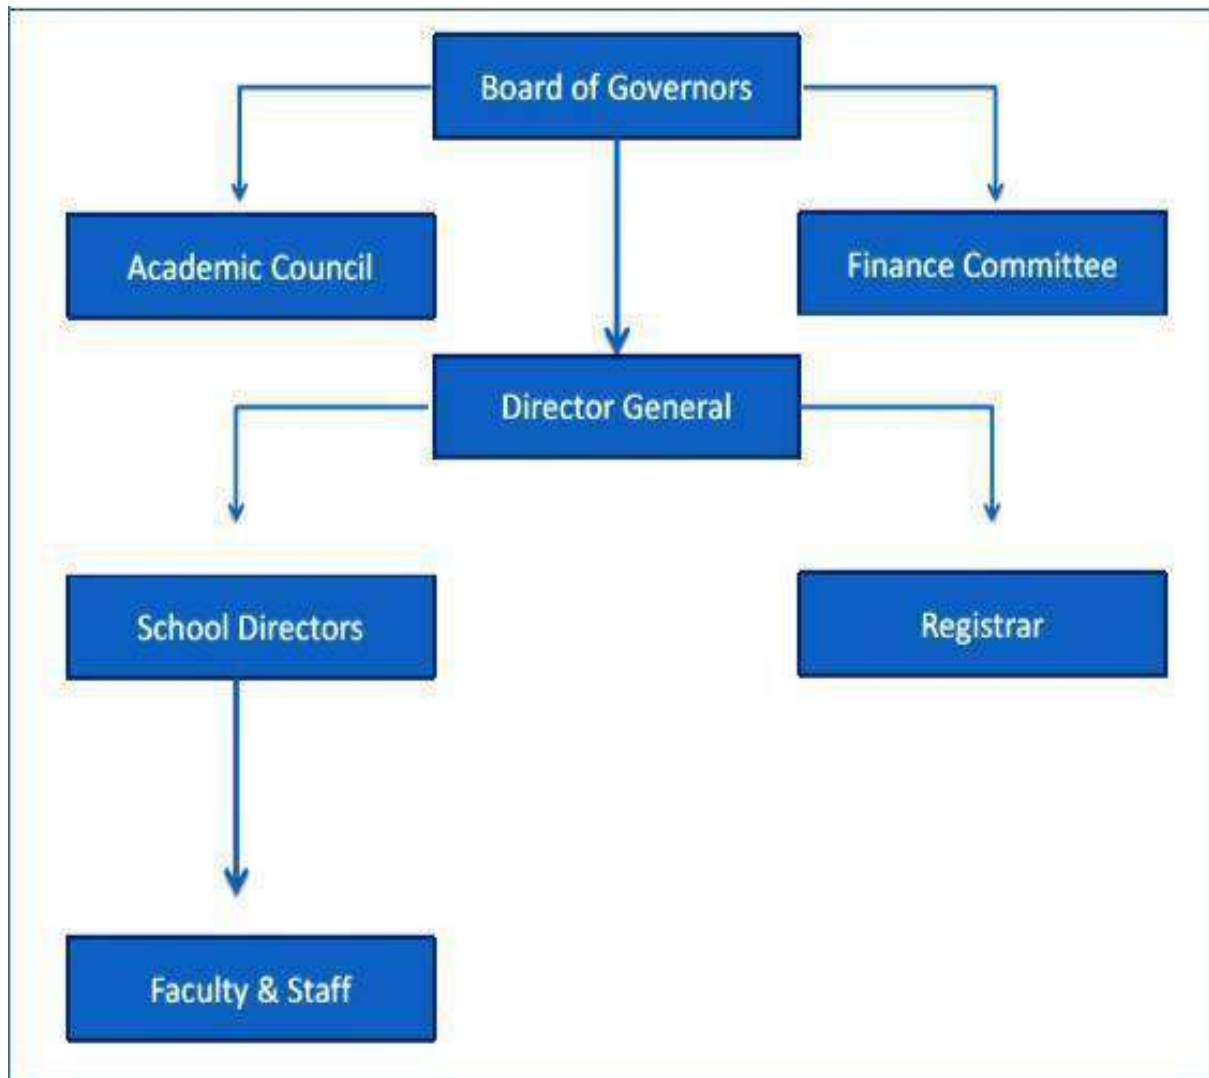 Board of Governors
Academic Council
Finance Committee
Director General
School Directors
Registrar
Faculty & Staff